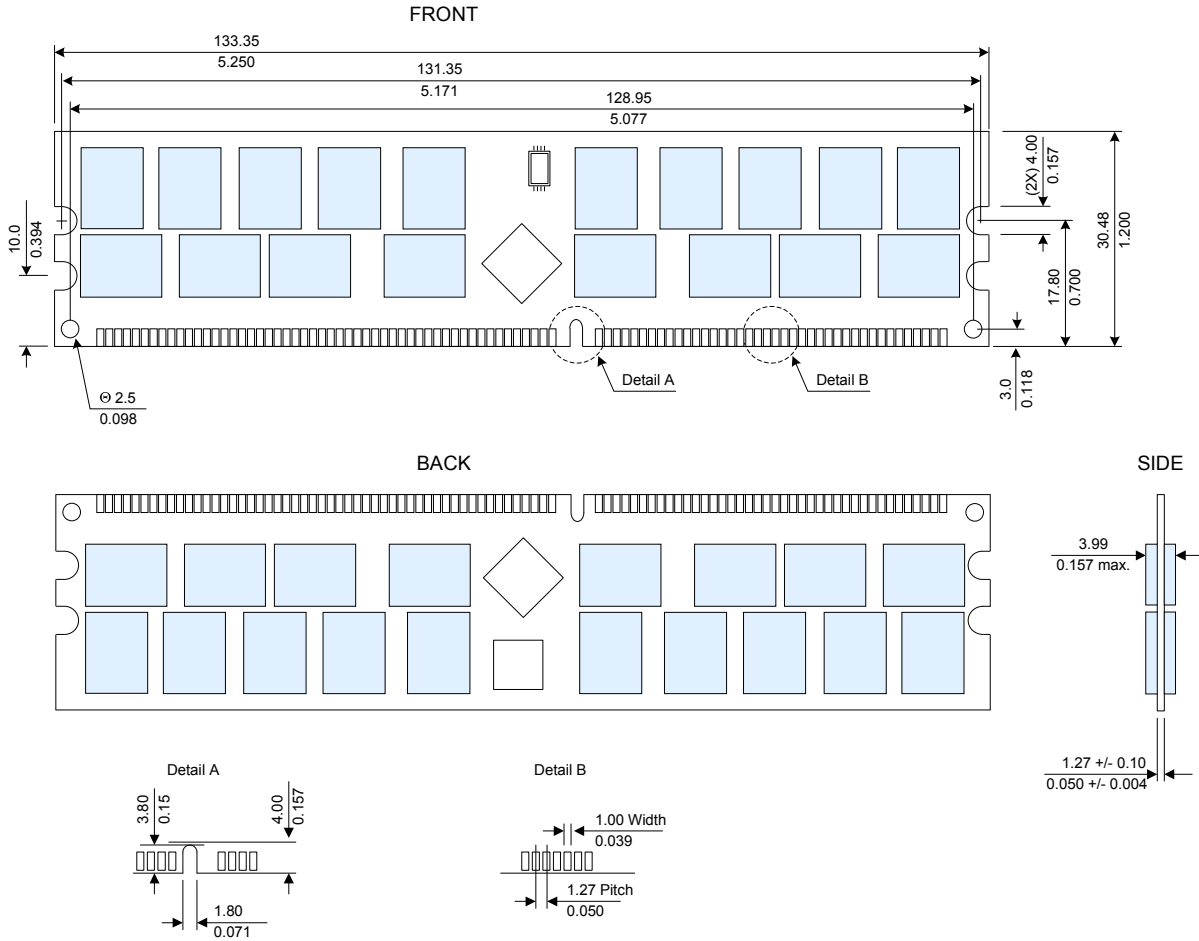 FRONT
133.35
5.250
131.35
5.171
128.95
5.077
(2X) 4.00
0.157
10.0
0.394
30.48
1.200
17.80
0.700
3.0
0.118
Detail A
Detail B
Θ 2.5
0.098
BACK
SIDE
3.99
0.157 max.
1.27 +/- 0.10
0.050 +/- 0.004
Detail A
3.80
0.15
4.00
0.157
1.80
0.071
Detail B
1.00 Width
0.039
1.27 Pitch
0.050